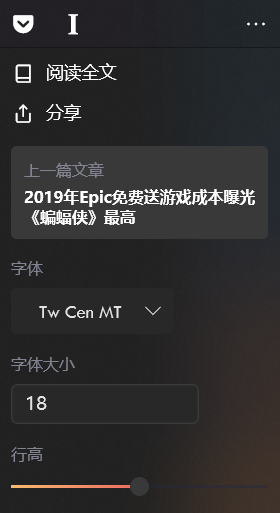 阅读全文
分享
上一篇文章
2019年Epic免费送游戏成本曝光
《蝙蝠侠》最高
字体
Tw Cen MT
字体大小
18
行高